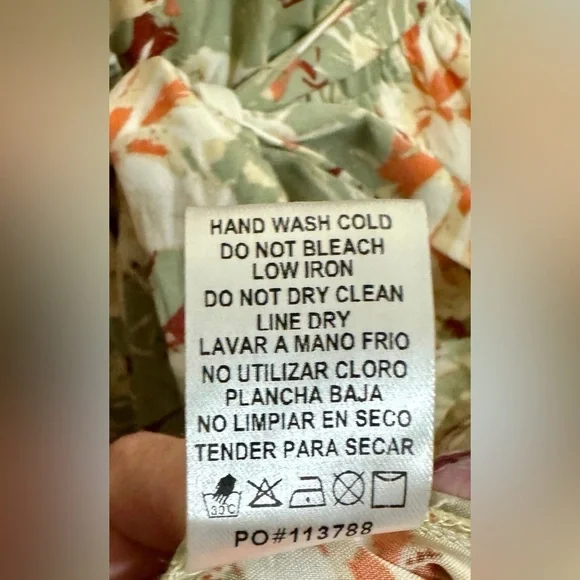 HAND WASH COLD
DO NOT BLEACH
LOW IRON
DO NOT DRY CLEAN
LINE DRY
LAVAR A MANO FRIO
NO UTILIZAR CLORO
PLANCHA BAJA
NO LIMPIAR EN SECO
TENDER PARA SECAR
30°C
PO#113788